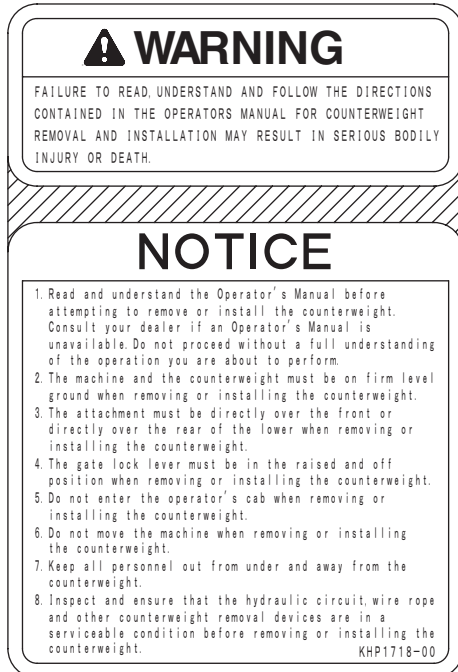 WARNING
FAILURE TO READ, UNDERSTAND AND FOLLOW THE DIRECTIONS
CONTAINED IN THE OPERATORS MANUAL FOR COUNTERWEIGHT
REMOVAL AND INSTALLATION MAY RESULT IN SERIOUS BODILY
INJURY OR DEATH.
NOTICE
1. Read and understand the Operator's Manual before
attempting to remove or install the counterweight.
Consult your dealer if an Operator's Manual is
unavailable. Do not proceed without a full understanding
of the operation you are about to perform.
2. The machine and the counterweight must be on firm level
ground when removing or installing the counterweight.
3. The attachment must be directly over the front or
directly over the rear of the lower when removing or
installing the counterweight.
4. The gate lock lever must be in the raised and off
position when removing or installing the counterweight.
5. Do not enter the operator's cab when removing or
installing the counterweight.
6. Do not move the machine when removing or installing
the counterweight.
7. Keep all personnel out from under and away from the
counterweight.
8. Inspect and ensure that the hydraulic circuit, wire rope
and other counterweight removal devices are in a
serviceable condition before removing or installing the
counterweight.
KHP1718-00